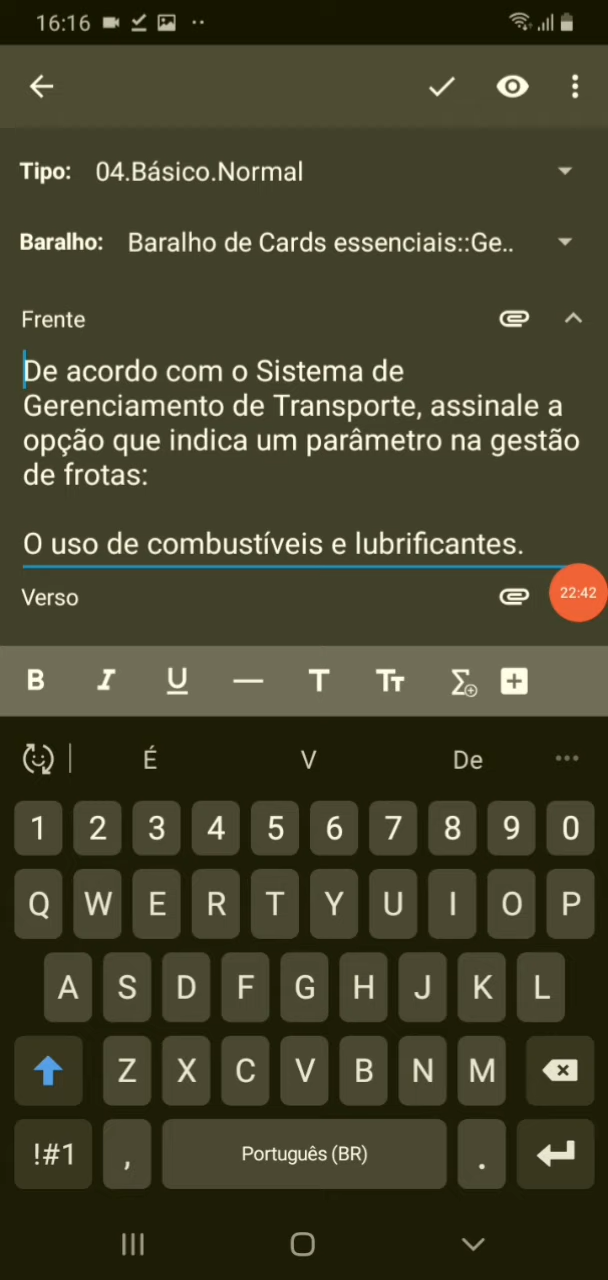 16:16
Tipo: 04.Básico.Normal
Baralho: Baralho de Cards essenciais::Ge..
Frente
De acordo com o Sistema de
Gerenciamento de Transporte, assinale a
opção que indica um parâmetro na gestão
de frotas:
O uso de combustíveis e lubrificantes.
Verso
22:42
B I U — T TT Σ
É V De
1 2 3 4 5 6 7 8 9 0
Q W E R T Y U I O P
A S D F G H J K L
Z X C V B N M
!#1 , Português (BR) .